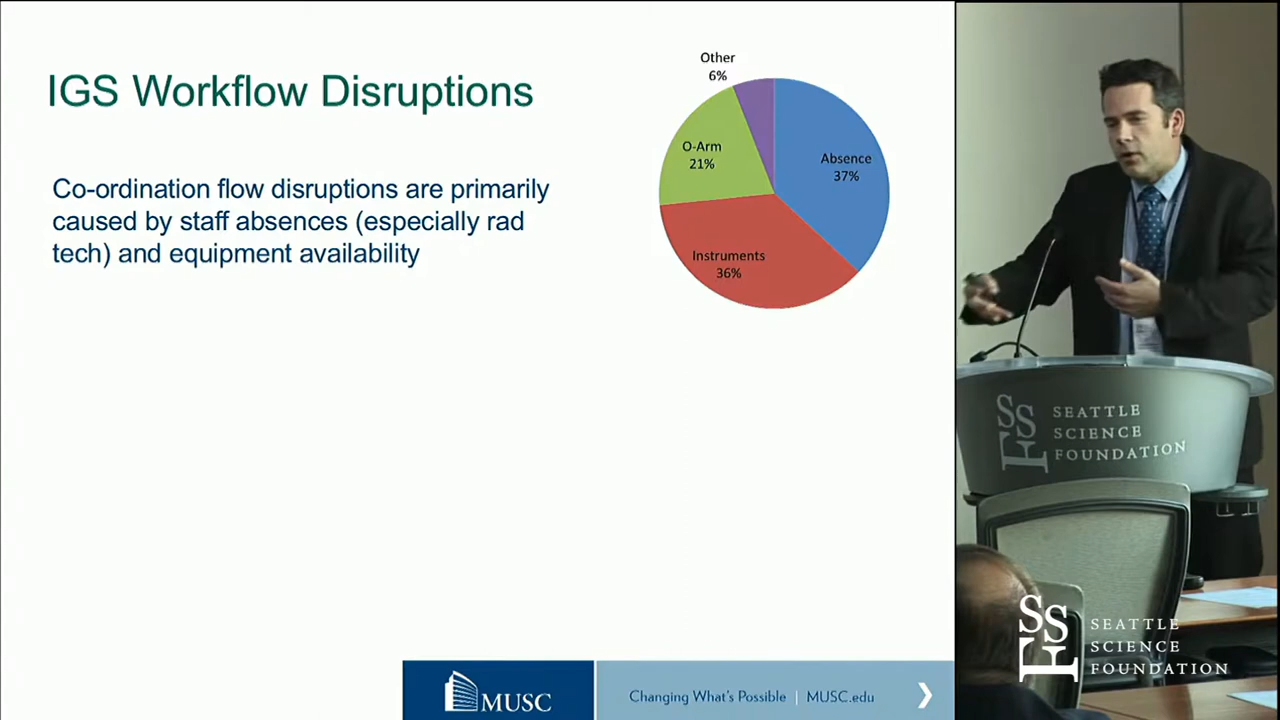 IGS Workflow Disruptions
Co-ordination flow disruptions are primarily
caused by staff absences (especially rad
tech) and equipment availability
Other
6%
O-Arm
21%
Absence
37%
Instruments
36%
MUSC
Changing What's Possible | MUSC.edu
SSF
SEATTLE
SCIENCE
FOUNDATION
SSF
SEATTLE
SCIENCE
FOUNDATION